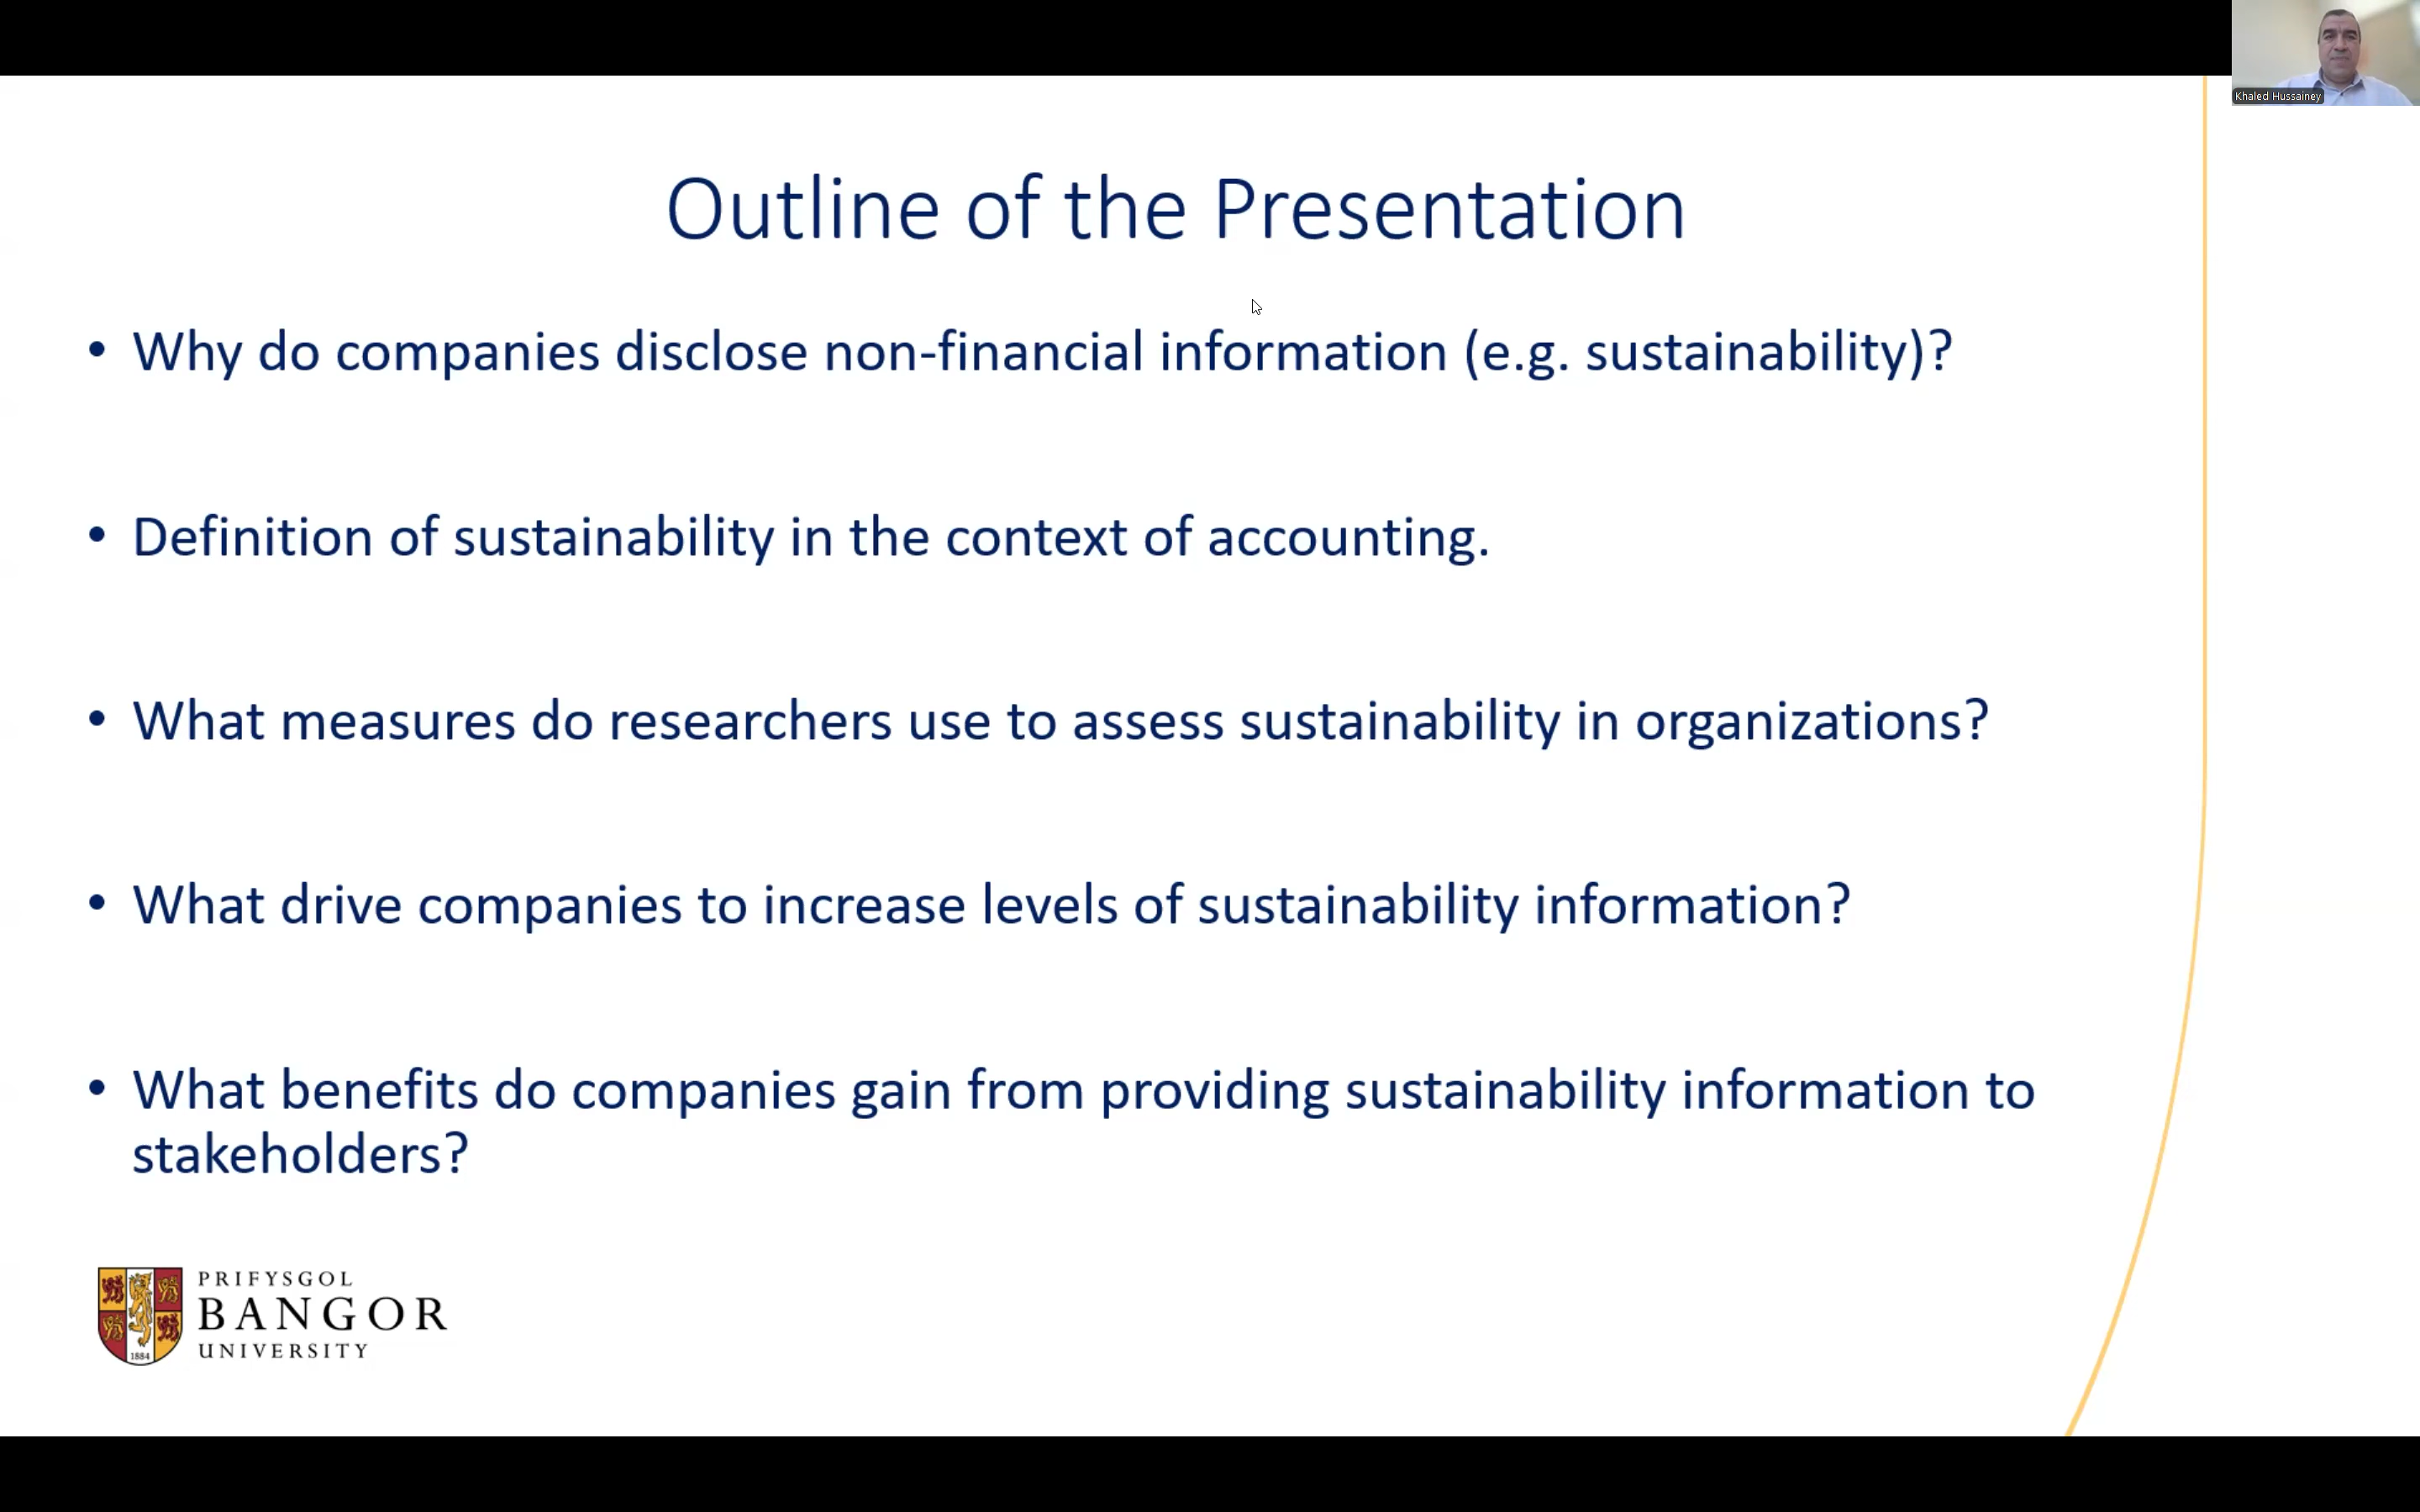 Khaled Hussainey
Outline of the Presentation
• Why do companies disclose non-financial information (e.g. sustainability)?
• Definition of sustainability in the context of accounting.
• What measures do researchers use to assess sustainability in organizations?
• What drive companies to increase levels of sustainability information?
• What benefits do companies gain from providing sustainability information to
stakeholders?
PRIFYSGOL
BANGOR
UNIVERSITY
1884